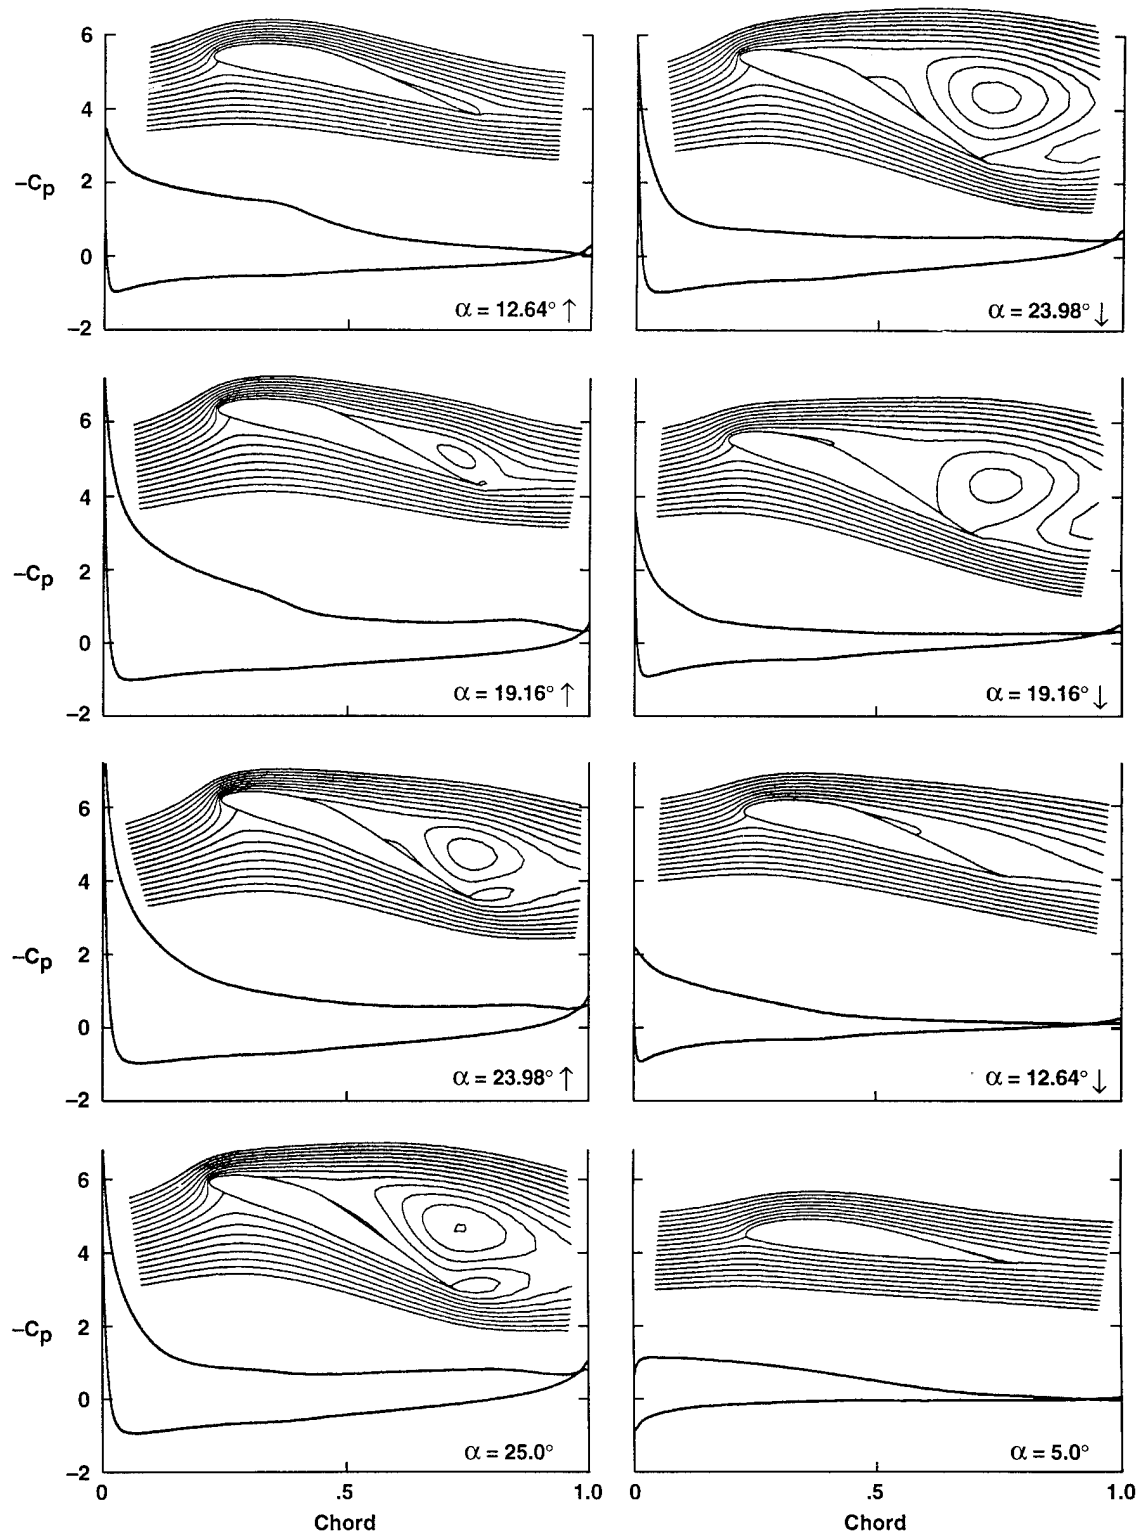 6
4
–Cp 2
0
–2
α = 12.64° ↑
α = 23.98° ↓
6
4
–Cp 2
0
–2
α = 19.16° ↑
α = 19.16° ↓
6
4
–Cp 2
0
–2
α = 23.98° ↑
α = 12.64° ↓
6
4
–Cp 2
0
–2
α = 25.0°
α = 5.0°
0 .5 1.0
0 .5 1.0
Chord
Chord